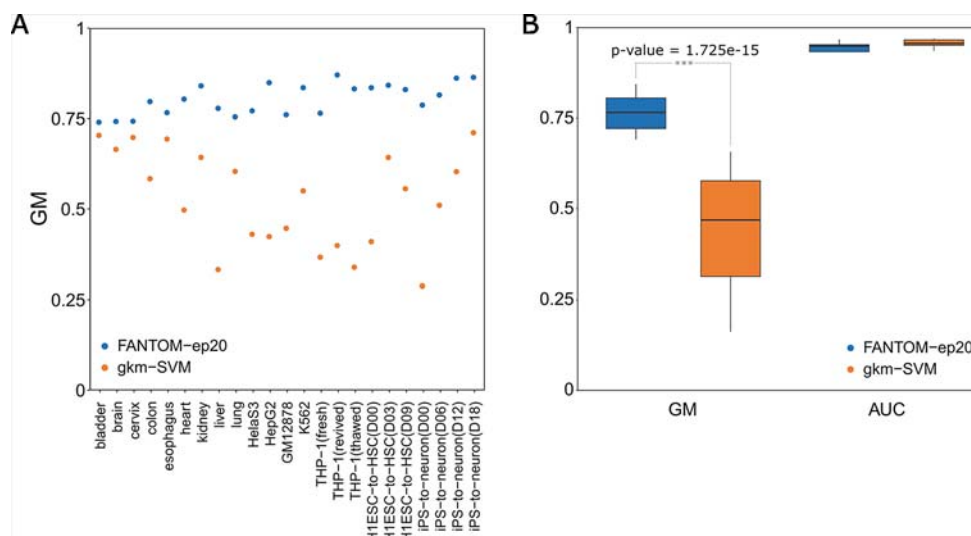 A
B
1
0.75
0.5
0.25
0
GM
FANTOM-ep20
gkm-SVM
bladder
brain
cervix
colon
esophagus
heart
kidney
liver
lung
HelaS3
HepG2
GM12878
K562
THP-1(fresh)
THP-1(revived)
THP-1(thawed)
H1ESC-to-HSC(D00)
H1ESC-to-HSC(D03)
H1ESC-to-HSC(D09)
iPS-to-neuron(D00)
iPS-to-neuron(D06)
iPS-to-neuron(D12)
iPS-to-neuron(D18)
1
0.75
0.5
0.25
0
p-value = 1.725e-15
***
FANTOM-ep20
gkm-SVM
GM
AUC